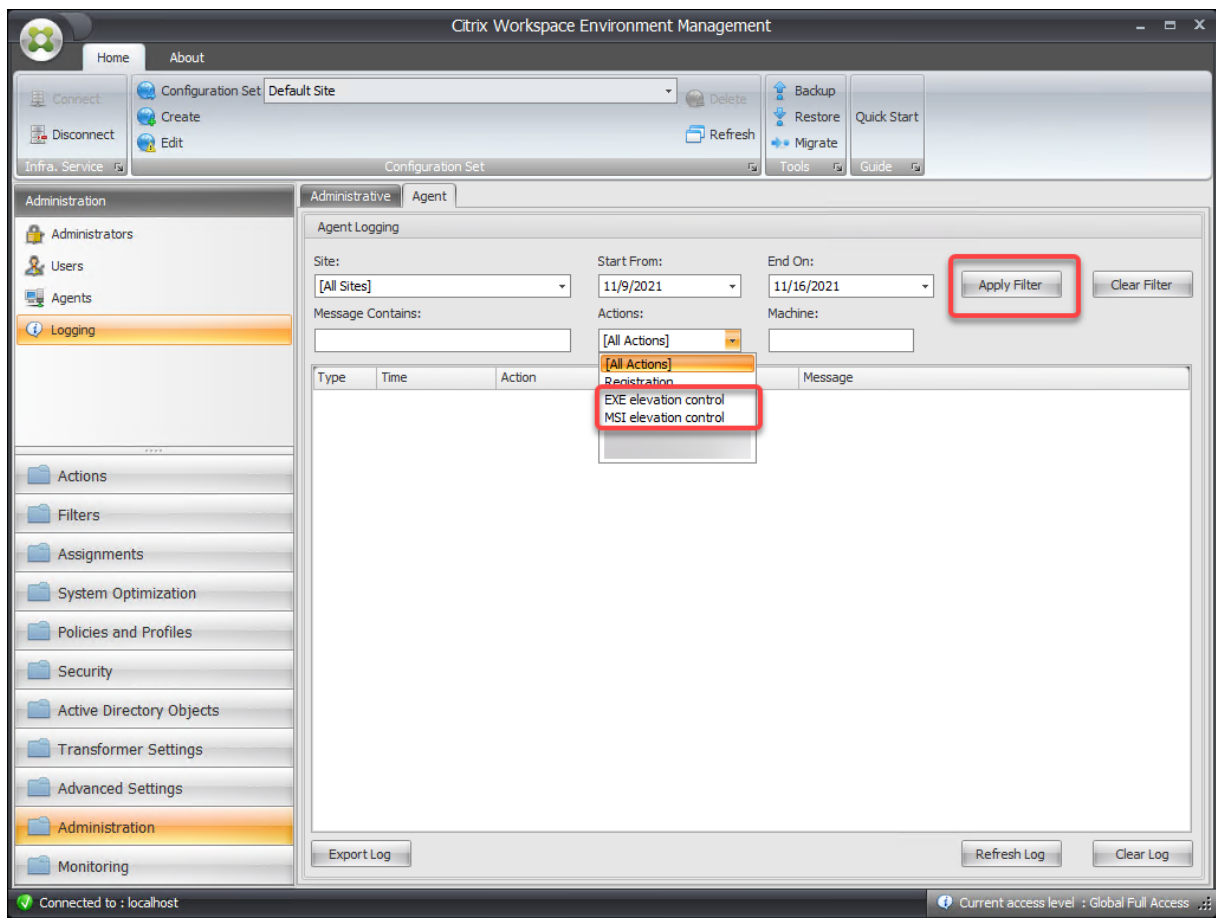 Citrix Workspace Environment Management
Home About
Connect
Disconnect
Infra. Service
Configuration Set Default Site
Create
Edit
Delete
Refresh
Configuration Set
Backup
Restore
Migrate
Tools
Quick Start
Guide
Administration
Administrators
Users
Agents
Logging
Actions
Filters
Assignments
System Optimization
Policies and Profiles
Security
Active Directory Objects
Transformer Settings
Advanced Settings
Administration
Monitoring
Administrative Agent
Agent Logging
Site: Start From: End On:
[All Sites] 11/9/2021 11/16/2021 Apply Filter Clear Filter
Message Contains: Actions: Machine:
[All Actions]
[All Actions]
Registration
EXE elevation control
MSI elevation control
Type Time Action Message
Export Log Refresh Log Clear Log
Connected to : localhost Current access level : Global Full Access